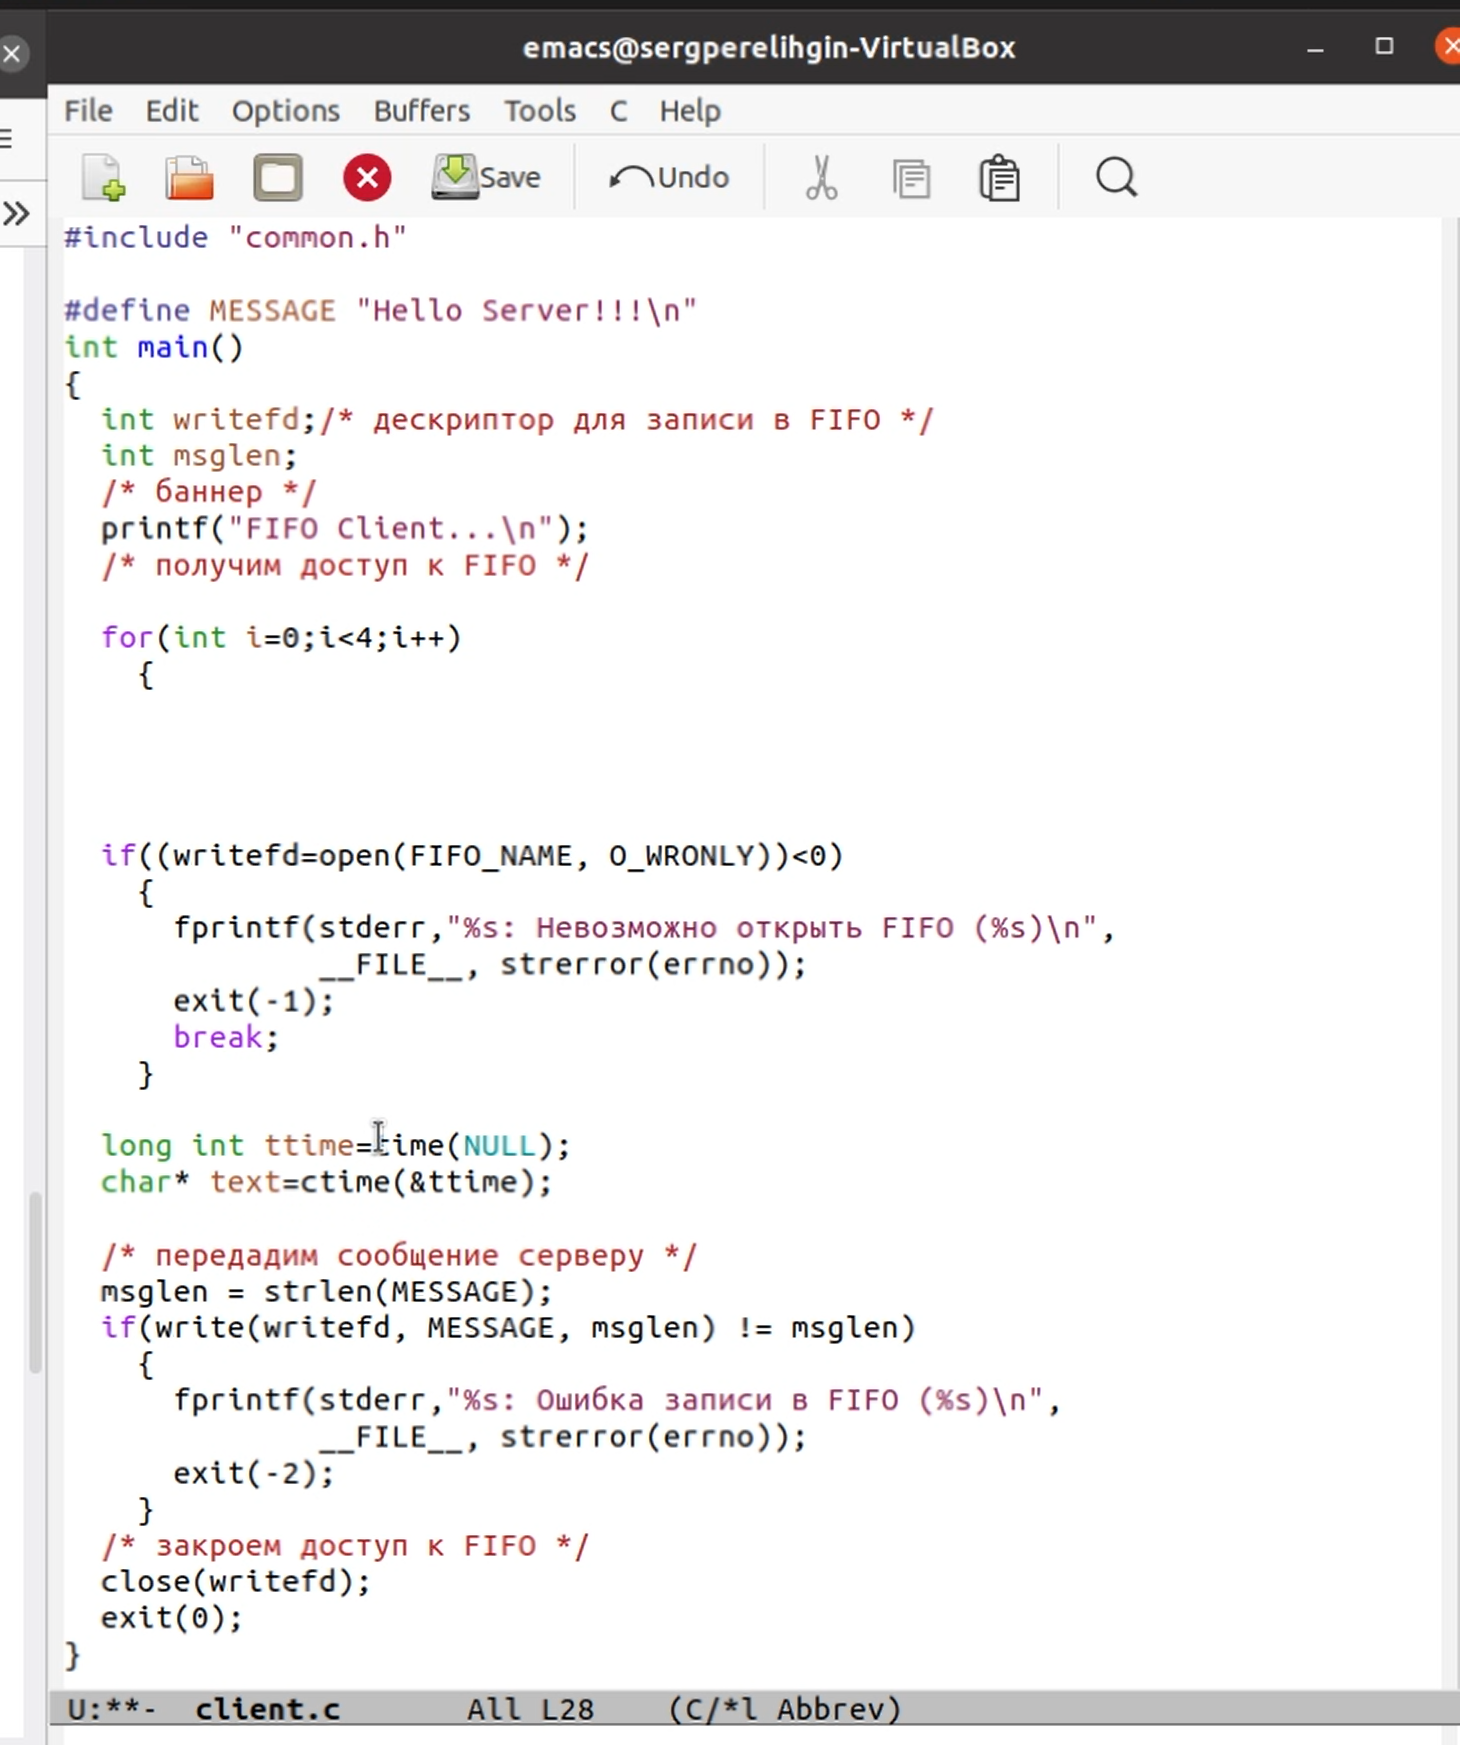 emacs@sergperelihgin-VirtualBox
File Edit Options Buffers Tools C Help
Save Undo
#include "common.h"
#define MESSAGE "Hello Server!!!\n"
int main()
{
int writefd;/* дескриптор для записи в FIFO */
int msglen;
/* баннер */
printf("FIFO Client...\n");
/* получим доступ к FIFO */
for(int i=0;i<4;i++)
{
if((writefd=open(FIFO_NAME, O_WRONLY))<0)
{
fprintf(stderr,"%s: Невозможно открыть FIFO (%s)\n",
__FILE__, strerror(errno));
exit(-1);
break;
}
long int ttime=time(NULL);
char* text=ctime(&ttime);
/* передадим сообщение серверу */
msglen = strlen(MESSAGE);
if(write(writefd, MESSAGE, msglen) != msglen)
{
fprintf(stderr,"%s: Ошибка записи в FIFO (%s)\n",
__FILE__, strerror(errno));
exit(-2);
}
/* закроем доступ к FIFO */
close(writefd);
exit(0);
}
U:**- client.c All L28 (C/*l Abbrev)